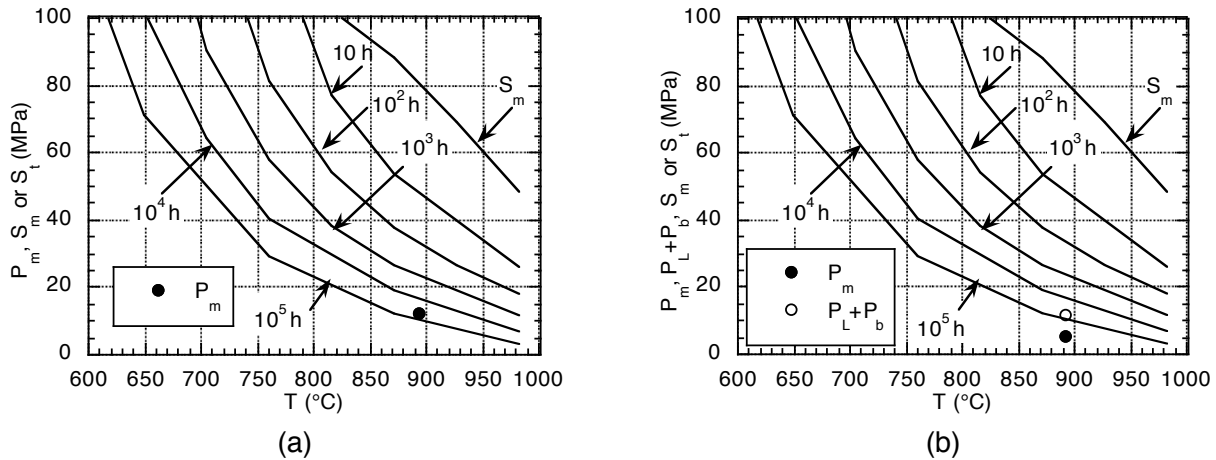 100
80
60
40
20
0
P_m, S_m or S_t (MPa)
10 h
S_m
10² h
10³ h
10⁴ h
10⁵ h
P_m
600 650 700 750 800 850 900 950 1000
T (°C)
(a)
100
80
60
40
20
0
P_m, P_L+P_b, S_m or S_t (MPa)
10 h
S_m
10² h
10³ h
10⁴ h
10⁵ h
P_m
P_L+P_b
600 650 700 750 800 850 900 950 1000
T (°C)
(b)